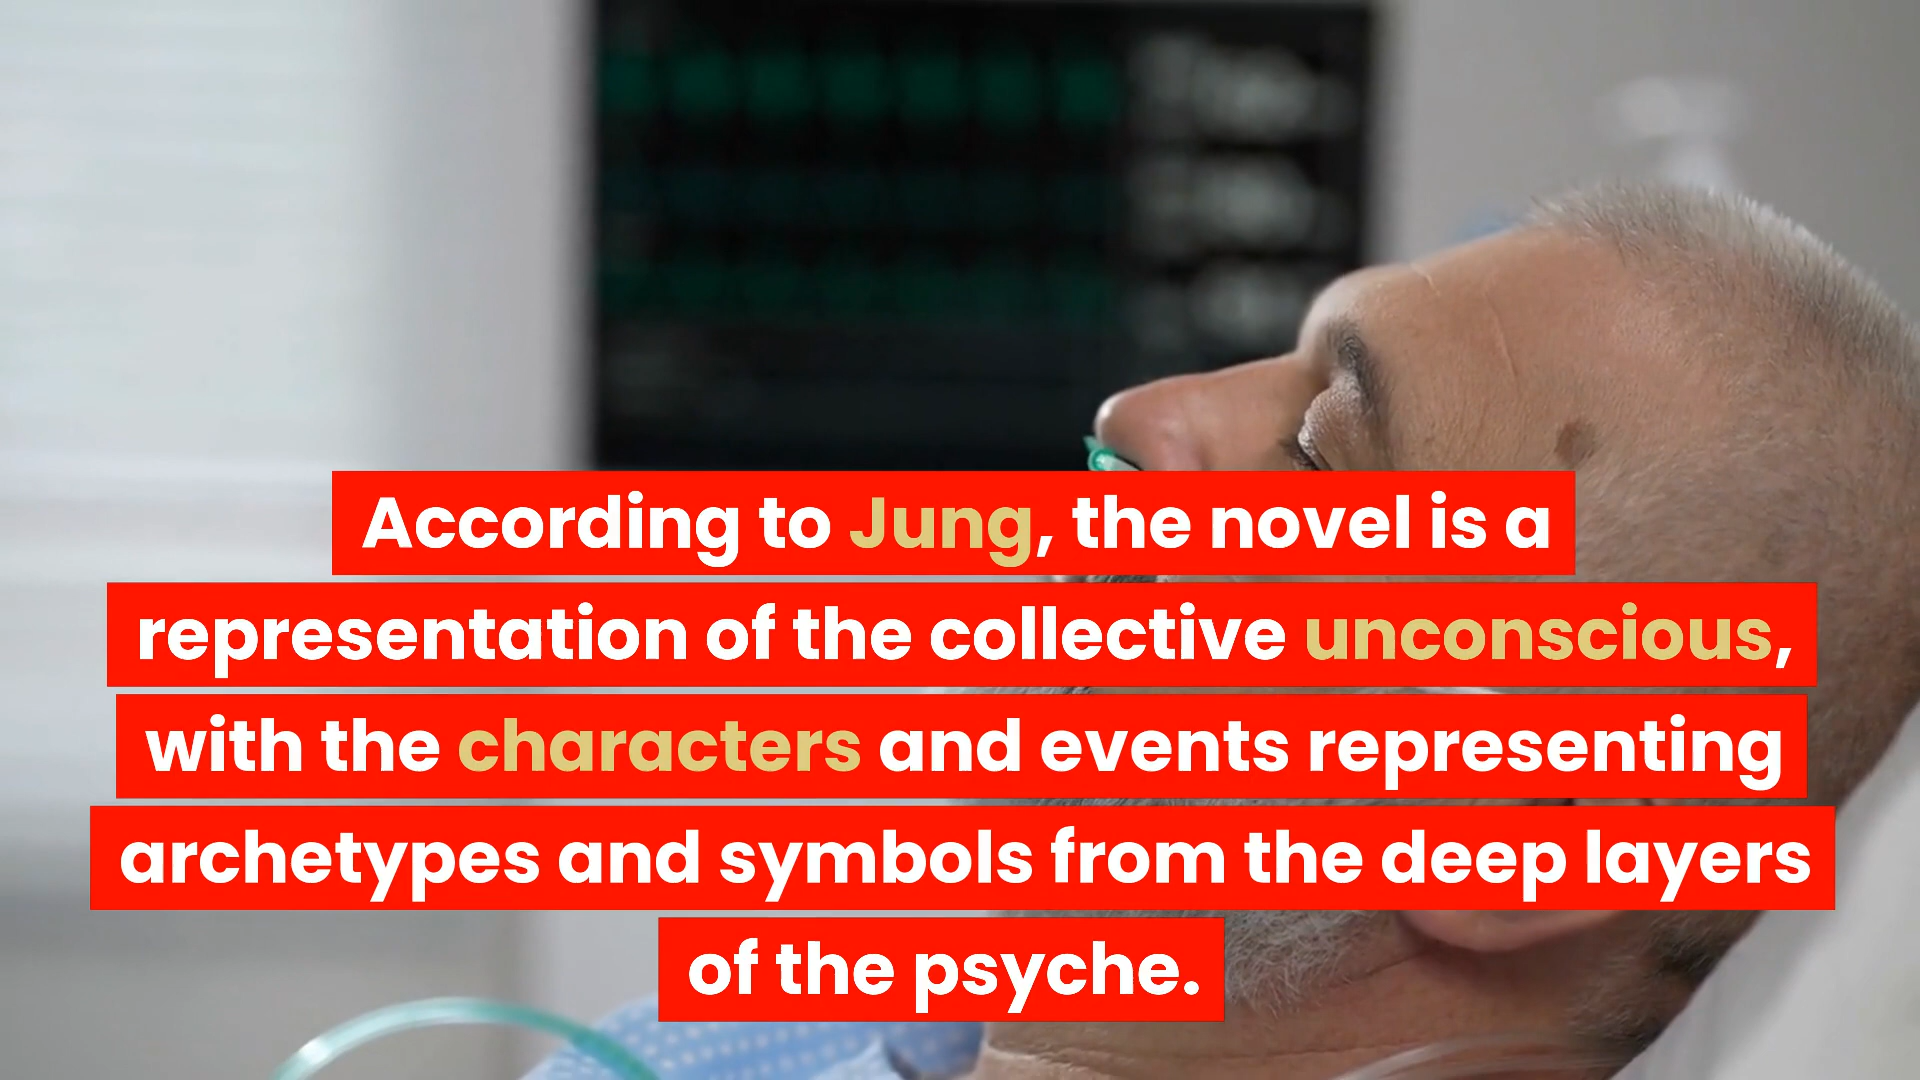 According to Jung, the novel is a
representation of the collective unconscious,
with the characters and events representing
archetypes and symbols from the deep layers
of the psyche.